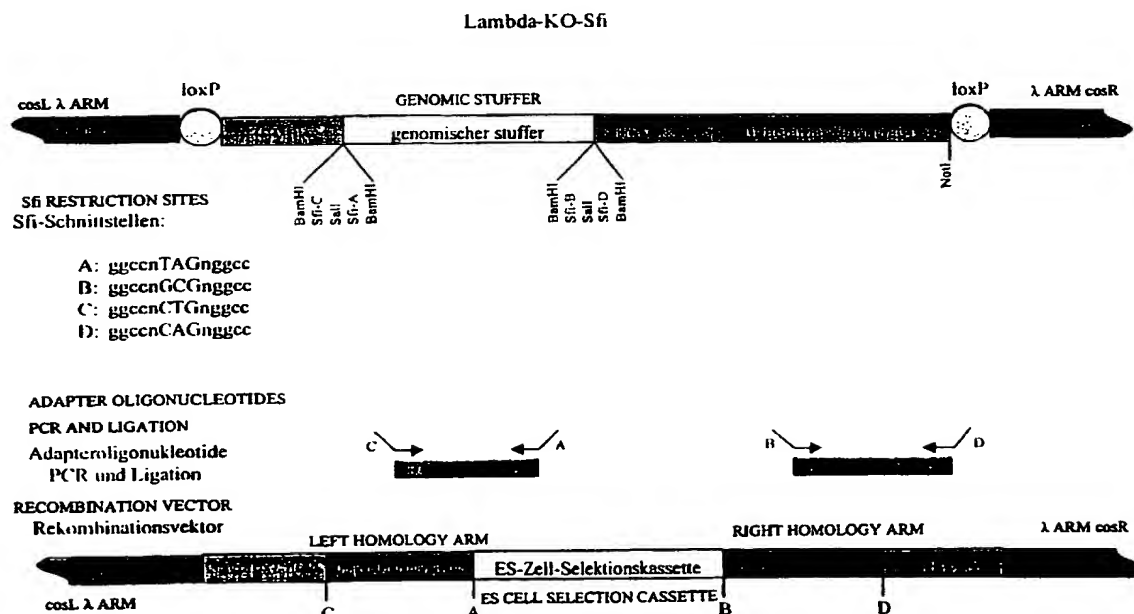 Lambda-KO-Sfi
loxP
loxP
cosL λ ARM
GENOMIC STUFFER
λ ARM cosR
genomischer stuffer
BamHI
Sfi-C
SalI
Sfi-A
BamHI
BamHI
Sfi-B
SalI
Sfi-D
BamHI
NotI
Sfi RESTRICTION SITES
Sfi-Schnittstellen:
A: ggccnTAGnggcc
B: ggccnGCGnggcc
C: ggccnCTGnggcc
D: ggccnCAGnggcc
ADAPTER OLIGONUCLEOTIDES
PCR AND LIGATION
Adapteroligonukleotide
PCR und Ligation
C
A
B
D
RECOMBINATION VECTOR
Rekombinationsvektor
LEFT HOMOLOGY ARM
RIGHT HOMOLOGY ARM
λ ARM cosR
ES-Zell-Selektionskassette
cosL λ ARM
C
A
ES CELL SELECTION CASSETTE
B
D